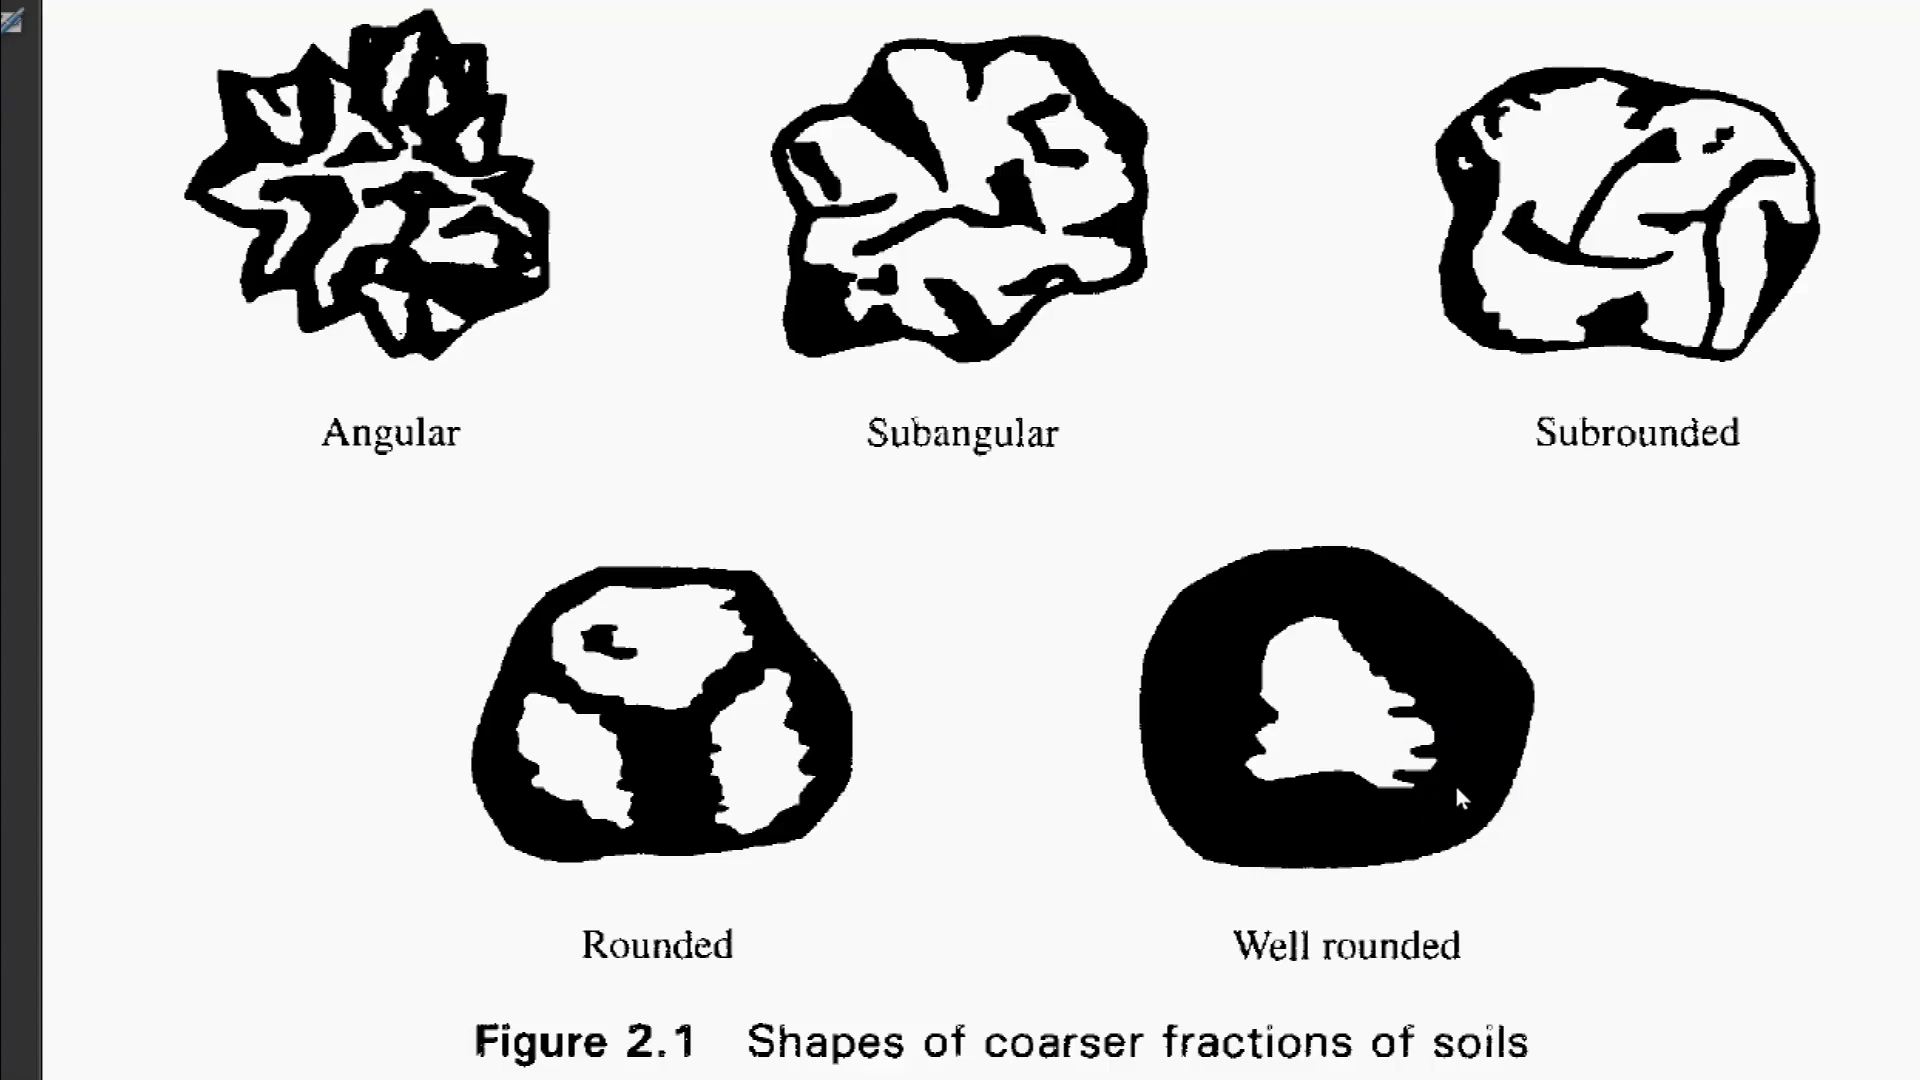 Angular
Subangular
Subrounded
Rounded
Well rounded
Figure 2.1 Shapes of coarser fractions of soils